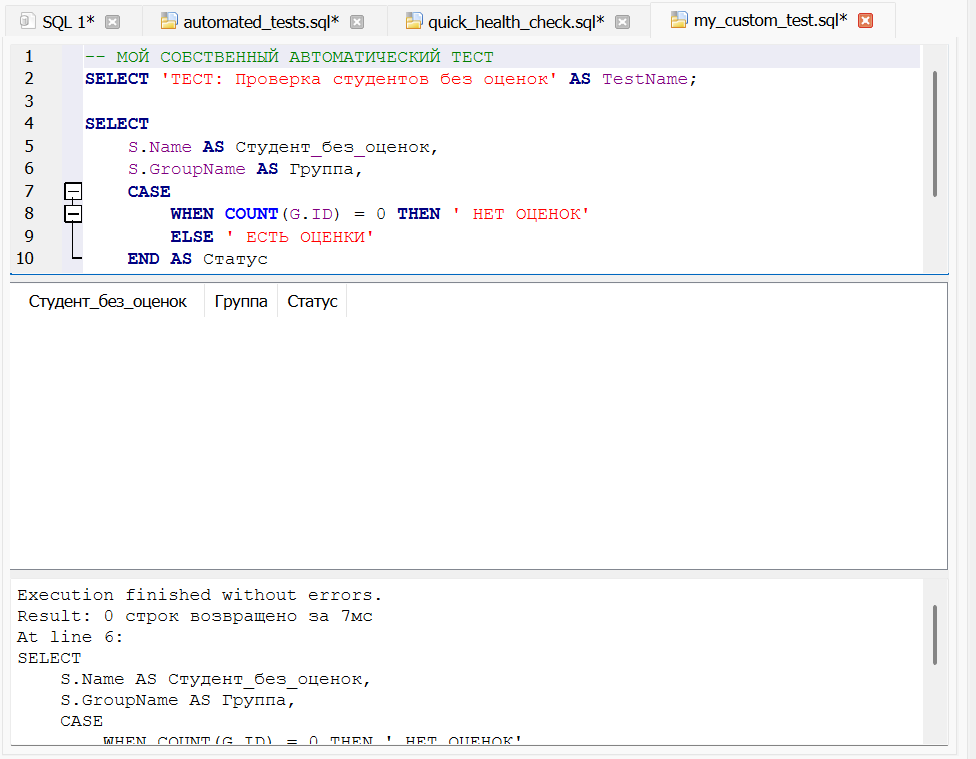 SQL 1* automated_tests.sql* quick_health_check.sql* my_custom_test.sql*
1 -- МОЙ СОБСТВЕННЫЙ АВТОМАТИЧЕСКИЙ ТЕСТ
2 SELECT 'ТЕСТ: Проверка студентов без оценок' AS TestName;
3
4 SELECT
5 S.Name AS Студент_без_оценок,
6 S.GroupName AS Группа,
7 CASE
8 WHEN COUNT(G.ID) = 0 THEN ' НЕТ ОЦЕНОК'
9 ELSE ' ЕСТЬ ОЦЕНКИ'
10 END AS Статус
Студент_без_оценок Группа Статус
Execution finished without errors.
Result: 0 строк возвращено за 7мс
At line 6:
SELECT
S.Name AS Студент_без_оценок,
S.GroupName AS Группа,
CASE
WHEN COUNT(G.ID) = 0 THEN ' НЕТ ОЦЕНОК'